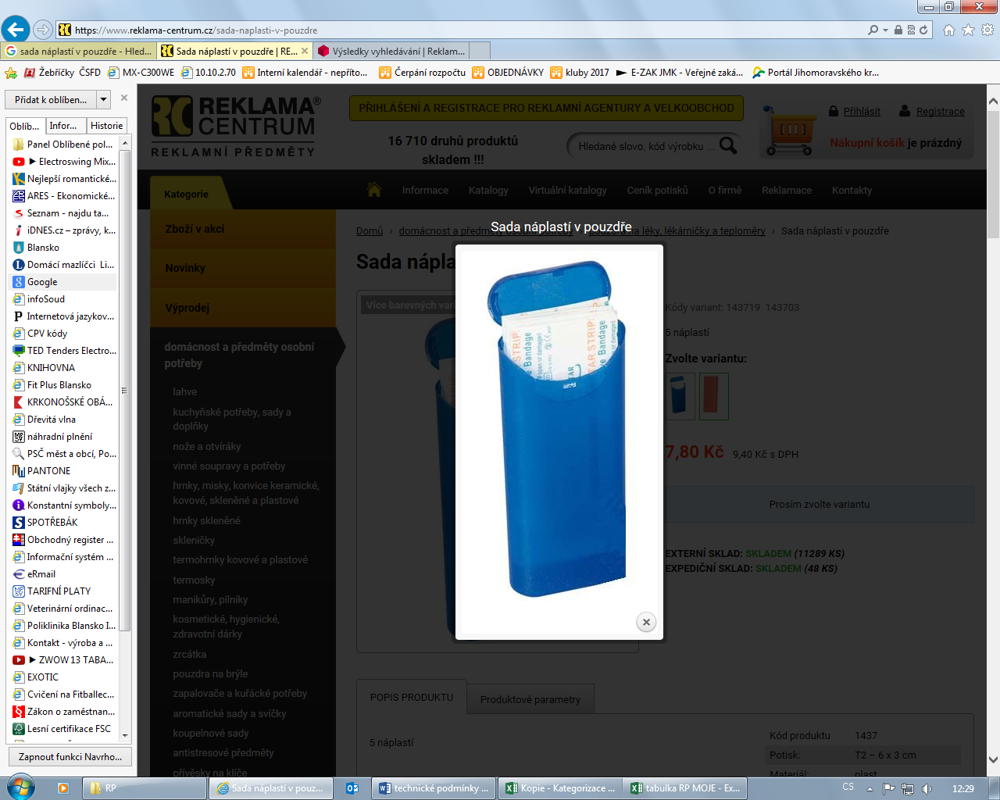 https://www.reklama-centrum.cz/sada-naplasti-v-pouzdre
sada náplastí v pouzdře - Hled...
Sada náplastí v pouzdře | RE...
Výsledky vyhledávání | Reklam...
Žebříčky ČSFD
MX-C300WE
10.10.2.70
Interní kalendář - nepříto...
Čerpání rozpočtu
OBJEDNÁVKY
kluby 2017
E-ZAK JMK - Veřejné zaká...
Portál Jihomoravského kr...
Přidat k oblíben...
Oblíb...
Infor...
Historie
Panel Oblíbené pol...
► Electroswing Mix...
Nejlepší romantické...
ARES - Ekonomické...
Seznam - najdu ta...
iDNES.cz – zprávy, k...
Blansko
Domácí mazlíčci Li...
Google
infoSoud
Internetová jazykov...
CPV kódy
TED Tenders Electro...
KNIHOVNA
Fit Plus Blansko
KRKONOŠSKÉ OBÁ...
Dřevitá vlna
náhradní plnění
PSČ měst a obcí, Po...
PANTONE
Státní vlajky všech z...
Konstantní symboly...
SPOTŘEBÁK
Obchodný register ...
Informační systém ...
eRmail
TARIFNÍ PLATY
Veterinární ordinac...
Poliklinika Blansko I...
Kontakt - výroba a ...
► ZWOW 13 TABA...
EXOTIC
Cvičení na Fitballec...
Zákon o zaměstnan...
Lesní certifikace FSC
Zapnout funkci Navrho...
REKLAMA®
CENTRUM
REKLAMNÍ PŘEDMĚTY
PŘIHLÁŠENÍ A REGISTRACE PRO REKLAMNÍ AGENTURY A VELKOOBCHOD
16 710 druhů produktů
skladem !!!
Hledané slovo, kód výrobku ...
Přihlásit
Registrace
Nákupní košík je prázdný
Kategorie
Informace
Katalogy
Virtuální katalogy
Ceník potisků
O firmě
Reklamace
Kontakty
Zboží v akci
Novinky
Výprodej
domácnost a předměty osobní
potřeby
lahve
kuchyňské potřeby, sady a
doplňky
nože a otvíráky
vinné soupravy a potřeby
hrnky, misky, konvice keramické,
kovové, skleněné a plastové
hrnky skleněné
skleničky
termohrnky kovové a plastové
termosky
manikúry, pilníky
kosmetické, hygienické,
zdravotní dárky
zrcátka
pouzdra na brýle
zapalovače a kuřácké potřeby
aromatické sady a svíčky
koupelnové sady
antistresové předměty
přívěsky na klíče
Domů › domácnost a předměty osobní potřeby › pouzdra na léky, lékárničky a teploměry › Sada náplastí v pouzdře
Sada náplastí v pouzdře
Sada nápla
Více barevných vari
STAR STRIP
Bandage
Kódy variant: 143719 143703
5 náplastí
Zvolte variantu:
7,80 Kč 9,40 Kč s DPH
Prosím zvolte variantu
EXTERNÍ SKLAD: SKLADEM (11289 KS)
EXPEDIČNÍ SKLAD: SKLADEM (48 KS)
POPIS PRODUKTU
Produktové parametry
5 náplastí
Kód produktu 1437
Potisk: T2 – 6 x 3 cm
Materiál: plast
RP
Sada náplastí v pouz...
technické podmínky ...
Kopie - Kategorizace ...
tabulka RP MOJE - Ex...
CS
12:29